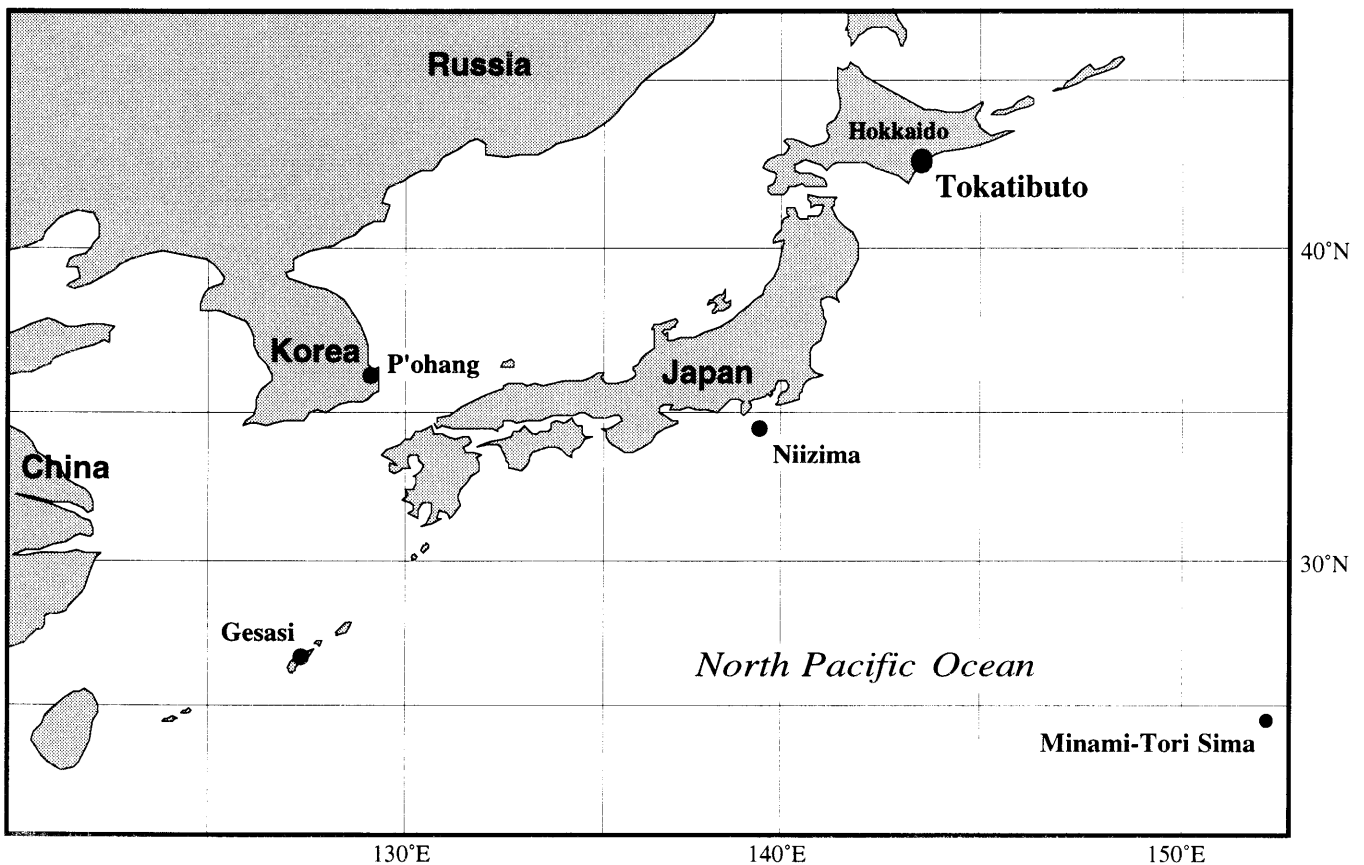 Russia
Hokkaido
Tokatibuto
40°N
Korea
P'ohang
Japan
Niizima
China
30°N
Gesasi
North Pacific Ocean
Minami-Tori Sima
130°E
140°E
150°E